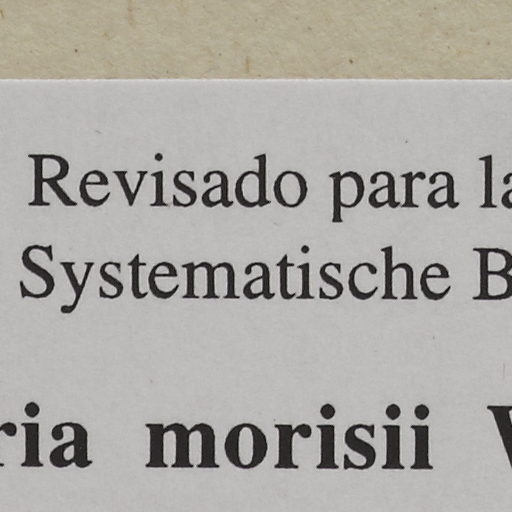 Revisado para la
Systematische B
ria morisii